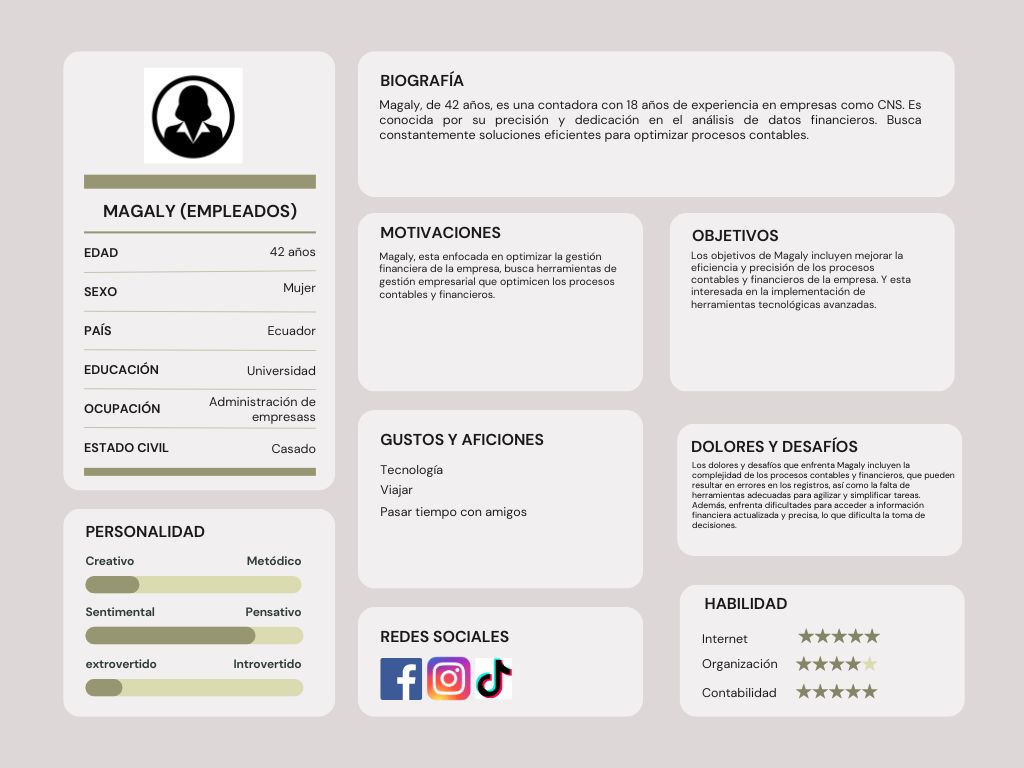 MAGALY (EMPLEADOS)
EDAD 42 años
SEXO Mujer
PAÍS Ecuador
EDUCACIÓN Universidad
OCUPACIÓN Administración de
empresass
ESTADO CIVIL Casado
PERSONALIDAD
Creativo Metódico
Sentimental Pensativo
extrovertido Introvertido
BIOGRAFÍA
Magaly, de 42 años, es una contadora con 18 años de experiencia en empresas como CNS. Es
conocida por su precisión y dedicación en el análisis de datos financieros. Busca
constantemente soluciones eficientes para optimizar procesos contables.
MOTIVACIONES
Magaly, esta enfocada en optimizar la gestión
financiera de la empresa, busca herramientas de
gestión empresarial que optimicen los procesos
contables y financieros.
OBJETIVOS
Los objetivos de Magaly incluyen mejorar la
eficiencia y precisión de los procesos
contables y financieros de la empresa. Y esta
interesada en la implementación de
herramientas tecnológicas avanzadas.
GUSTOS Y AFICIONES
Tecnología
Viajar
Pasar tiempo con amigos
DOLORES Y DESAFÍOS
Los dolores y desafíos que enfrenta Magaly incluyen la
complejidad de los procesos contables y financieros, que pueden
resultar en errores en los registros, así como la falta de
herramientas adecuadas para agilizar y simplificar tareas.
Además, enfrenta dificultades para acceder a información
financiera actualizada y precisa, lo que dificulta la toma de
decisiones.
REDES SOCIALES
HABILIDAD
Internet
Organización
Contabilidad